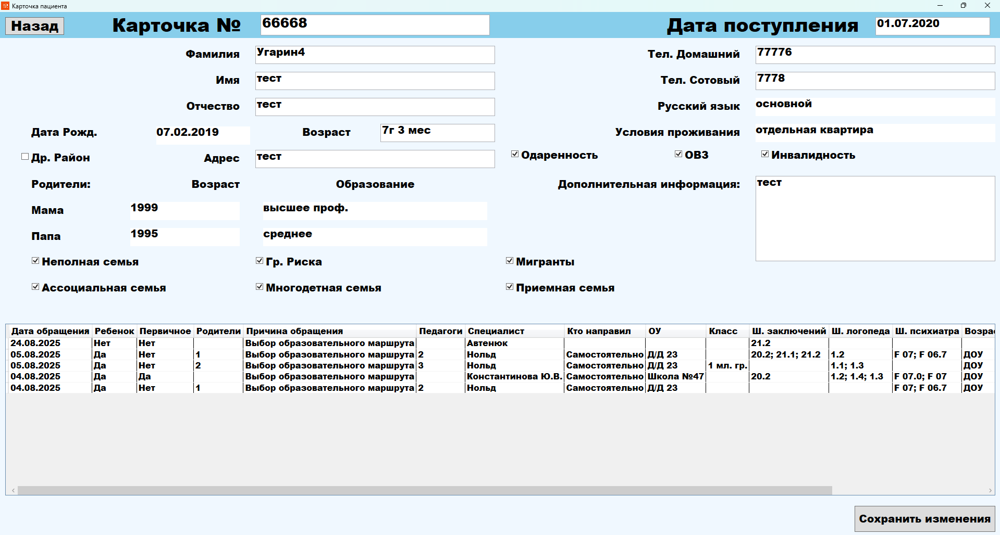 Карточка пациента
Назад Карточка № 66668 Дата поступления 01.07.2020
Фамилия Угарин4 Тел. Домашний 77776
Имя тест Тел. Сотовый 7778
Отчество тест Русский язык основной
Дата Рожд. 07.02.2019 Возраст 7г 3 мес Условия проживания отдельная квартира
Др. Район Адрес тест Одаренность ОВЗ Инвалидность
Родители: Возраст Образование Дополнительная информация: тест
Мама 1999 высшее проф.
Папа 1995 среднее
Неполная семья Гр. Риска Мигранты
Ассоциальная семья Многодетная семья Приемная семья
Дата обращения Ребенок Первичное Родители Причина обращения Педагоги Специалист Кто направил ОУ Класс Ш. заключений Ш. логопеда Ш. психиатра Возрас
24.08.2025 Нет Нет Выбор образовательного маршрута Автенюк 21.2
05.08.2025 Да Нет 1 Выбор образовательного маршрута 2 Нольд Самостоятельно Д/Д 23 20.2; 21.1; 21.2 1.2 F 07; F 06.7 ДОУ
05.08.2025 Да Нет 2 Выбор образовательного маршрута 3 Нольд Самостоятельно Д/Д 23 1 мл. гр. 1.1; 1.3 ДОУ
04.08.2025 Да Да Выбор образовательного маршрута Константинова Ю.В. Самостоятельно Школа №47 20.2 1.2; 1.4; 1.3 F 07.0; F 07 ДОУ
04.08.2025 Да Нет 1 Выбор образовательного маршрута 2 Нольд Самостоятельно Д/Д 23 F 07; F 06.7 ДОУ
Сохранить изменения